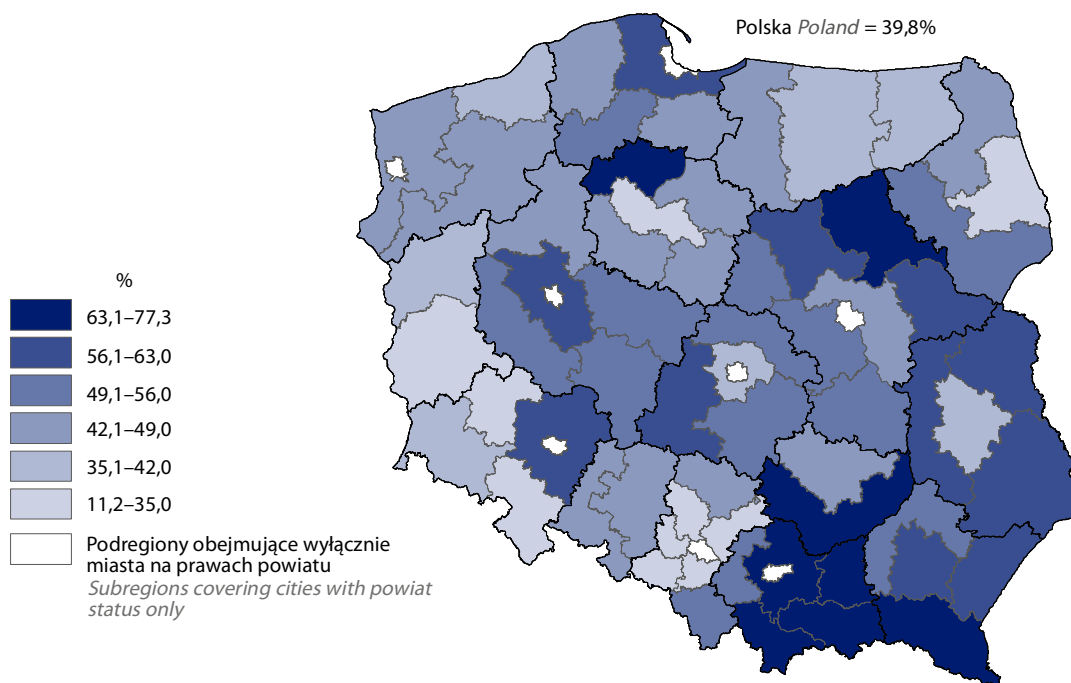 Polska Poland = 39,8%
%
63,1–77,3
56,1–63,0
49,1–56,0
42,1–49,0
35,1–42,0
11,2–35,0
Podregiony obejmujące wyłącznie
miasta na prawach powiatu
Subregions covering cities with powiat
status only